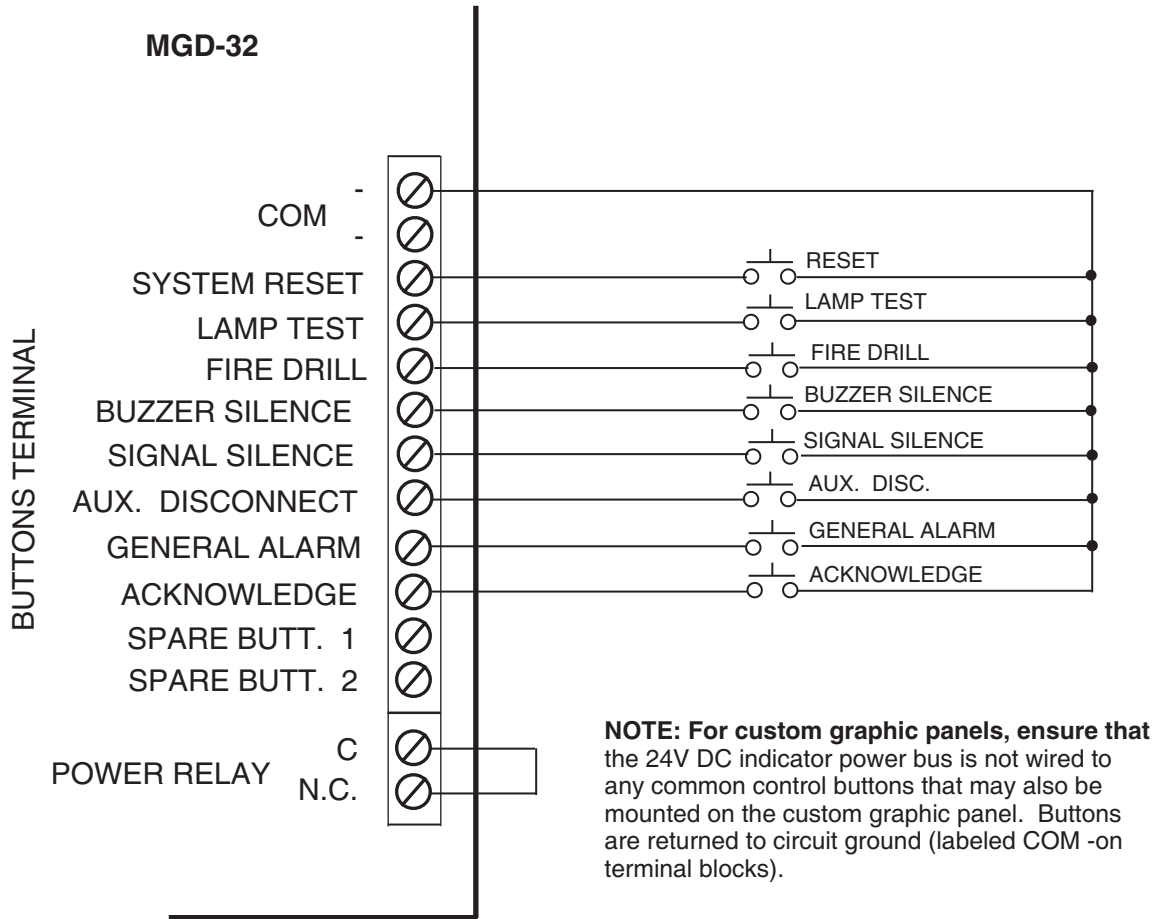 MGD-32
-
COM
-
SYSTEM RESET
LAMP TEST
FIRE DRILL
BUZZER SILENCE
SIGNAL SILENCE
AUX. DISCONNECT
GENERAL ALARM
ACKNOWLEDGE
SPARE BUTT. 1
SPARE BUTT. 2
C
POWER RELAY
N.C.
BUTTONS TERMINAL
RESET
LAMP TEST
FIRE DRILL
BUZZER SILENCE
SIGNAL SILENCE
AUX. DISC.
GENERAL ALARM
ACKNOWLEDGE
NOTE: For custom graphic panels, ensure that
the 24V DC indicator power bus is not wired to
any common control buttons that may also be
mounted on the custom graphic panel. Buttons
are returned to circuit ground (labeled COM -on
terminal blocks).